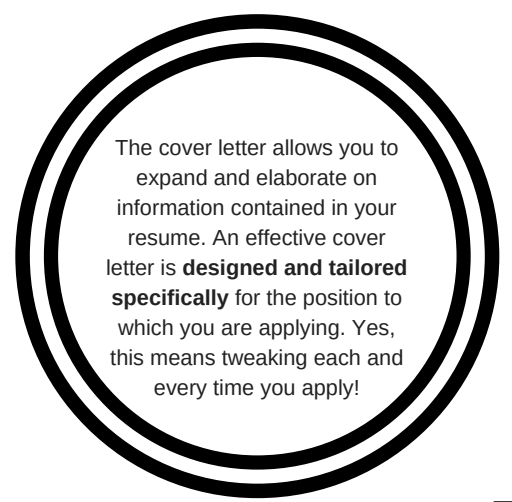 The cover letter allows you to
expand and elaborate on
information contained in your
resume. An effective cover
letter is designed and tailored
specifically for the position to
which you are applying. Yes,
this means tweaking each and
every time you apply!